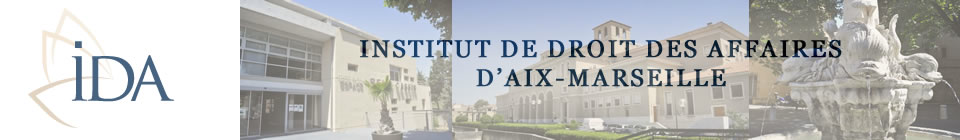 iDA
INSTITUT DE DROIT DES AFFAIRES
D’AIX-MARSEILLE